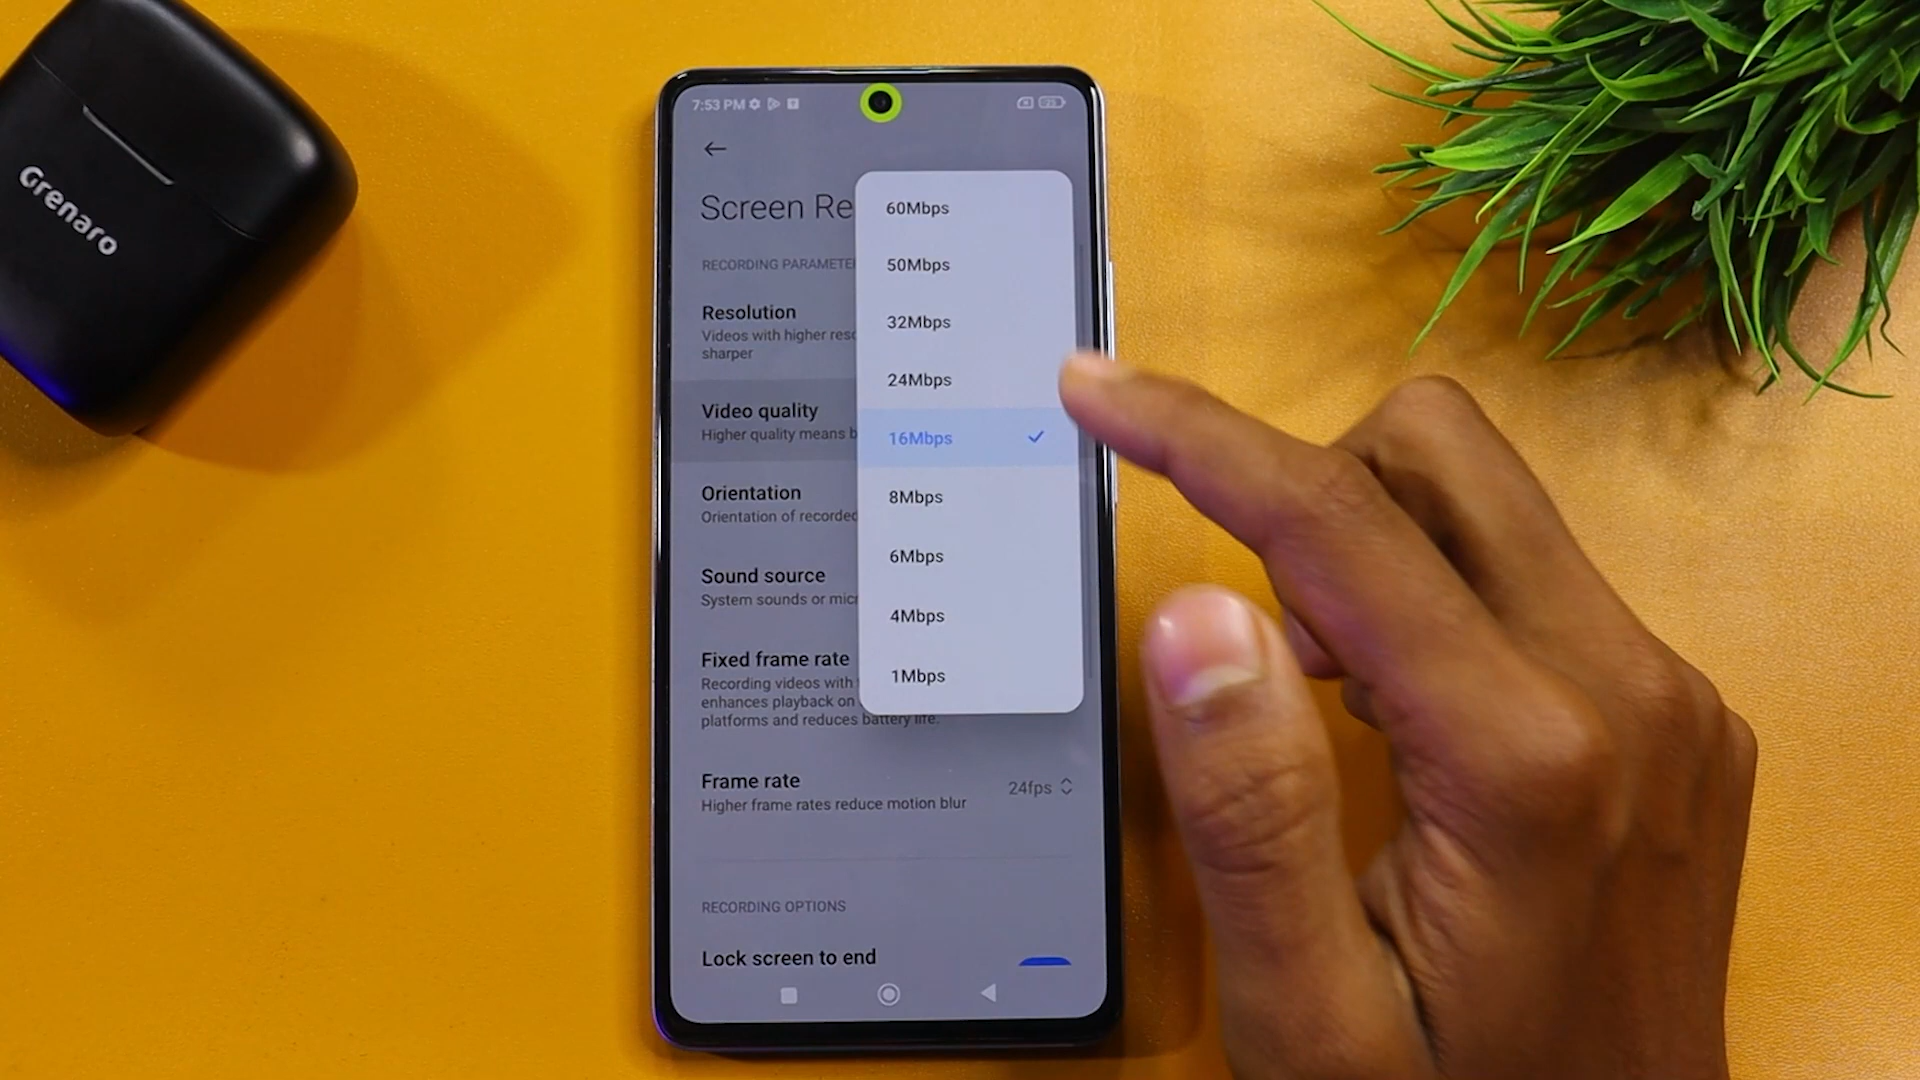 Grenaro
7:53 PM
Screen Re
RECORDING PARAMETE
Resolution
Videos with higher reso
sharper
Video quality
Higher quality means b
Orientation
Orientation of recorded
Sound source
System sounds or mic
Fixed frame rate
Recording videos with
enhances playback on
platforms and reduces battery life.
Frame rate
Higher frame rates reduce motion blur
24fps
RECORDING OPTIONS
Lock screen to end
60Mbps
50Mbps
32Mbps
24Mbps
16Mbps
8Mbps
6Mbps
4Mbps
1Mbps